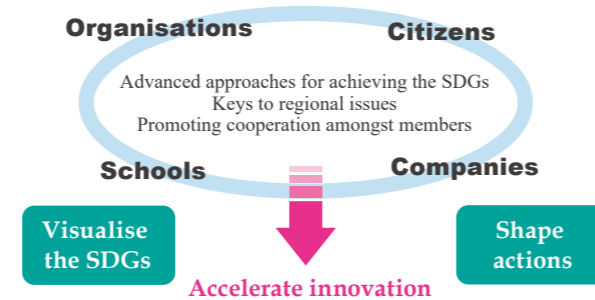 Organisations
Citizens
Advanced approaches for achieving the SDGs
Keys to regional issues
Promoting cooperation amongst members
Schools
Companies
Visualise
the SDGs
Shape
actions
Accelerate innovation